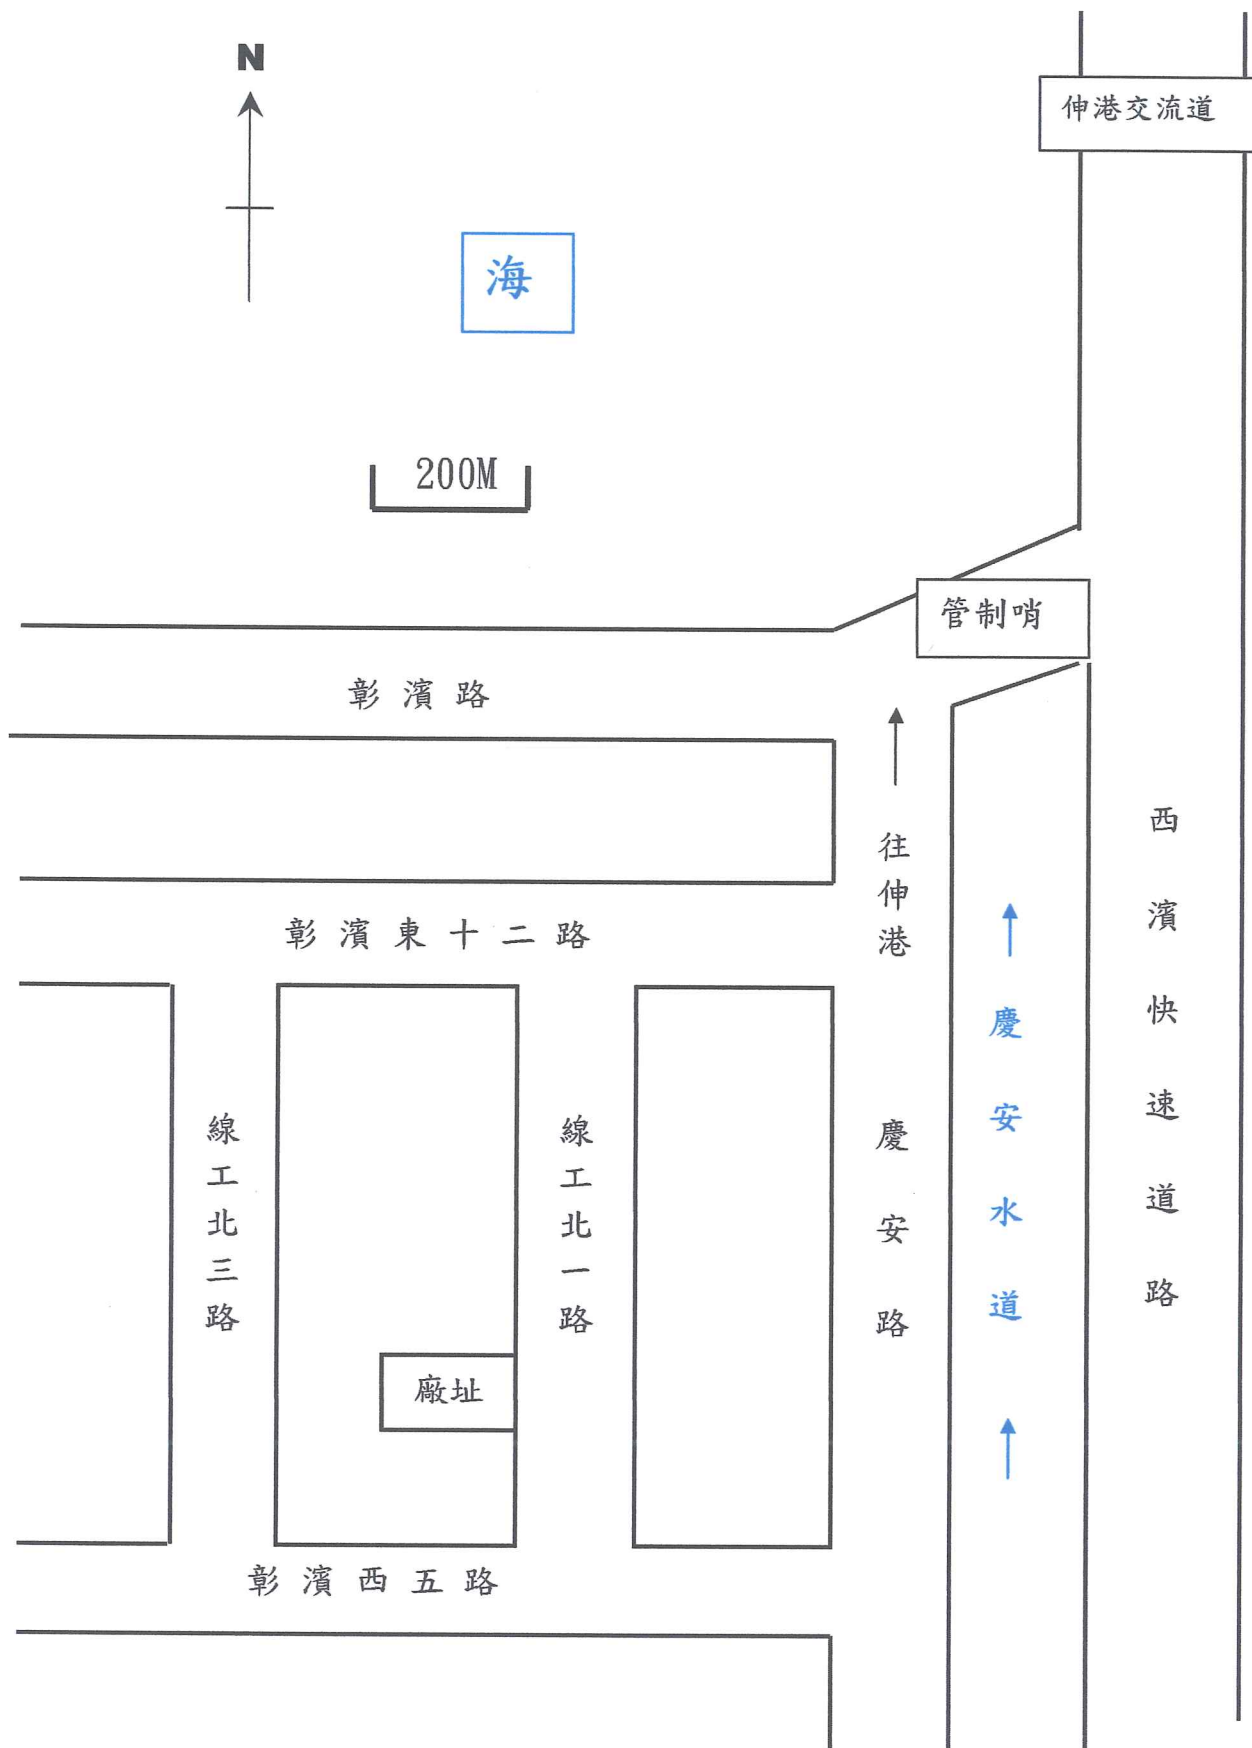 N
伸港交流道
海
200M
管制哨
彰濱路
往伸港
西濱快速道路
彰濱東十二路
慶安水道
線工北三路
線工北一路
慶安路
廠址
彰濱西五路